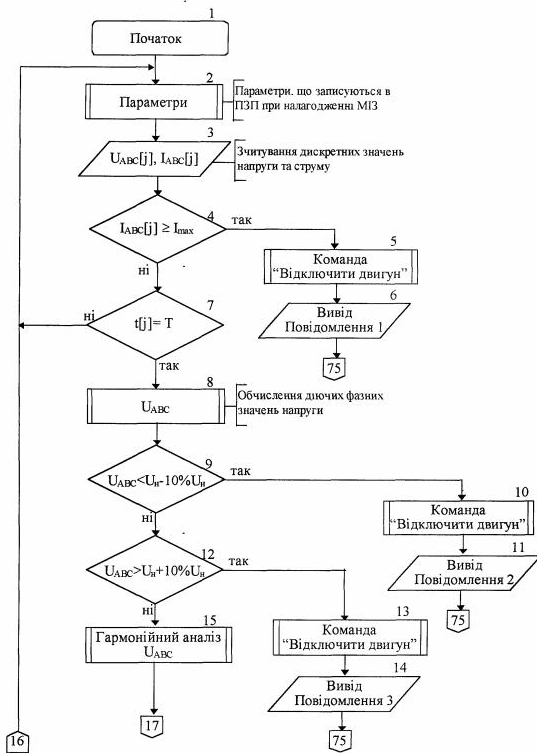 1
Початок
2
Параметри
Параметри, що записуються в
ПЗП при налагодженні МІЗ
3
UABC[j], IABC[j]
Зчитування дискретних значень
напруги та струму
4
IABC[j] ≥ Imax
так
ні
5
Команда
“Відключити двигун”
6
Вивід
Повідомлення 1
75
7
t[j]= T
ні
так
8
UABC
Обчислення діючих фазних
значень напруги
9
UABC<Uн-10%Uн
так
ні
10
Команда
“Відключити двигун”
11
Вивід
Повідомлення 2
75
12
UABC>Uн+10%Uн
так
ні
13
Команда
“Відключити двигун”
14
Вивід
Повідомлення 3
75
15
Гармонійний аналіз
UABC
17
16